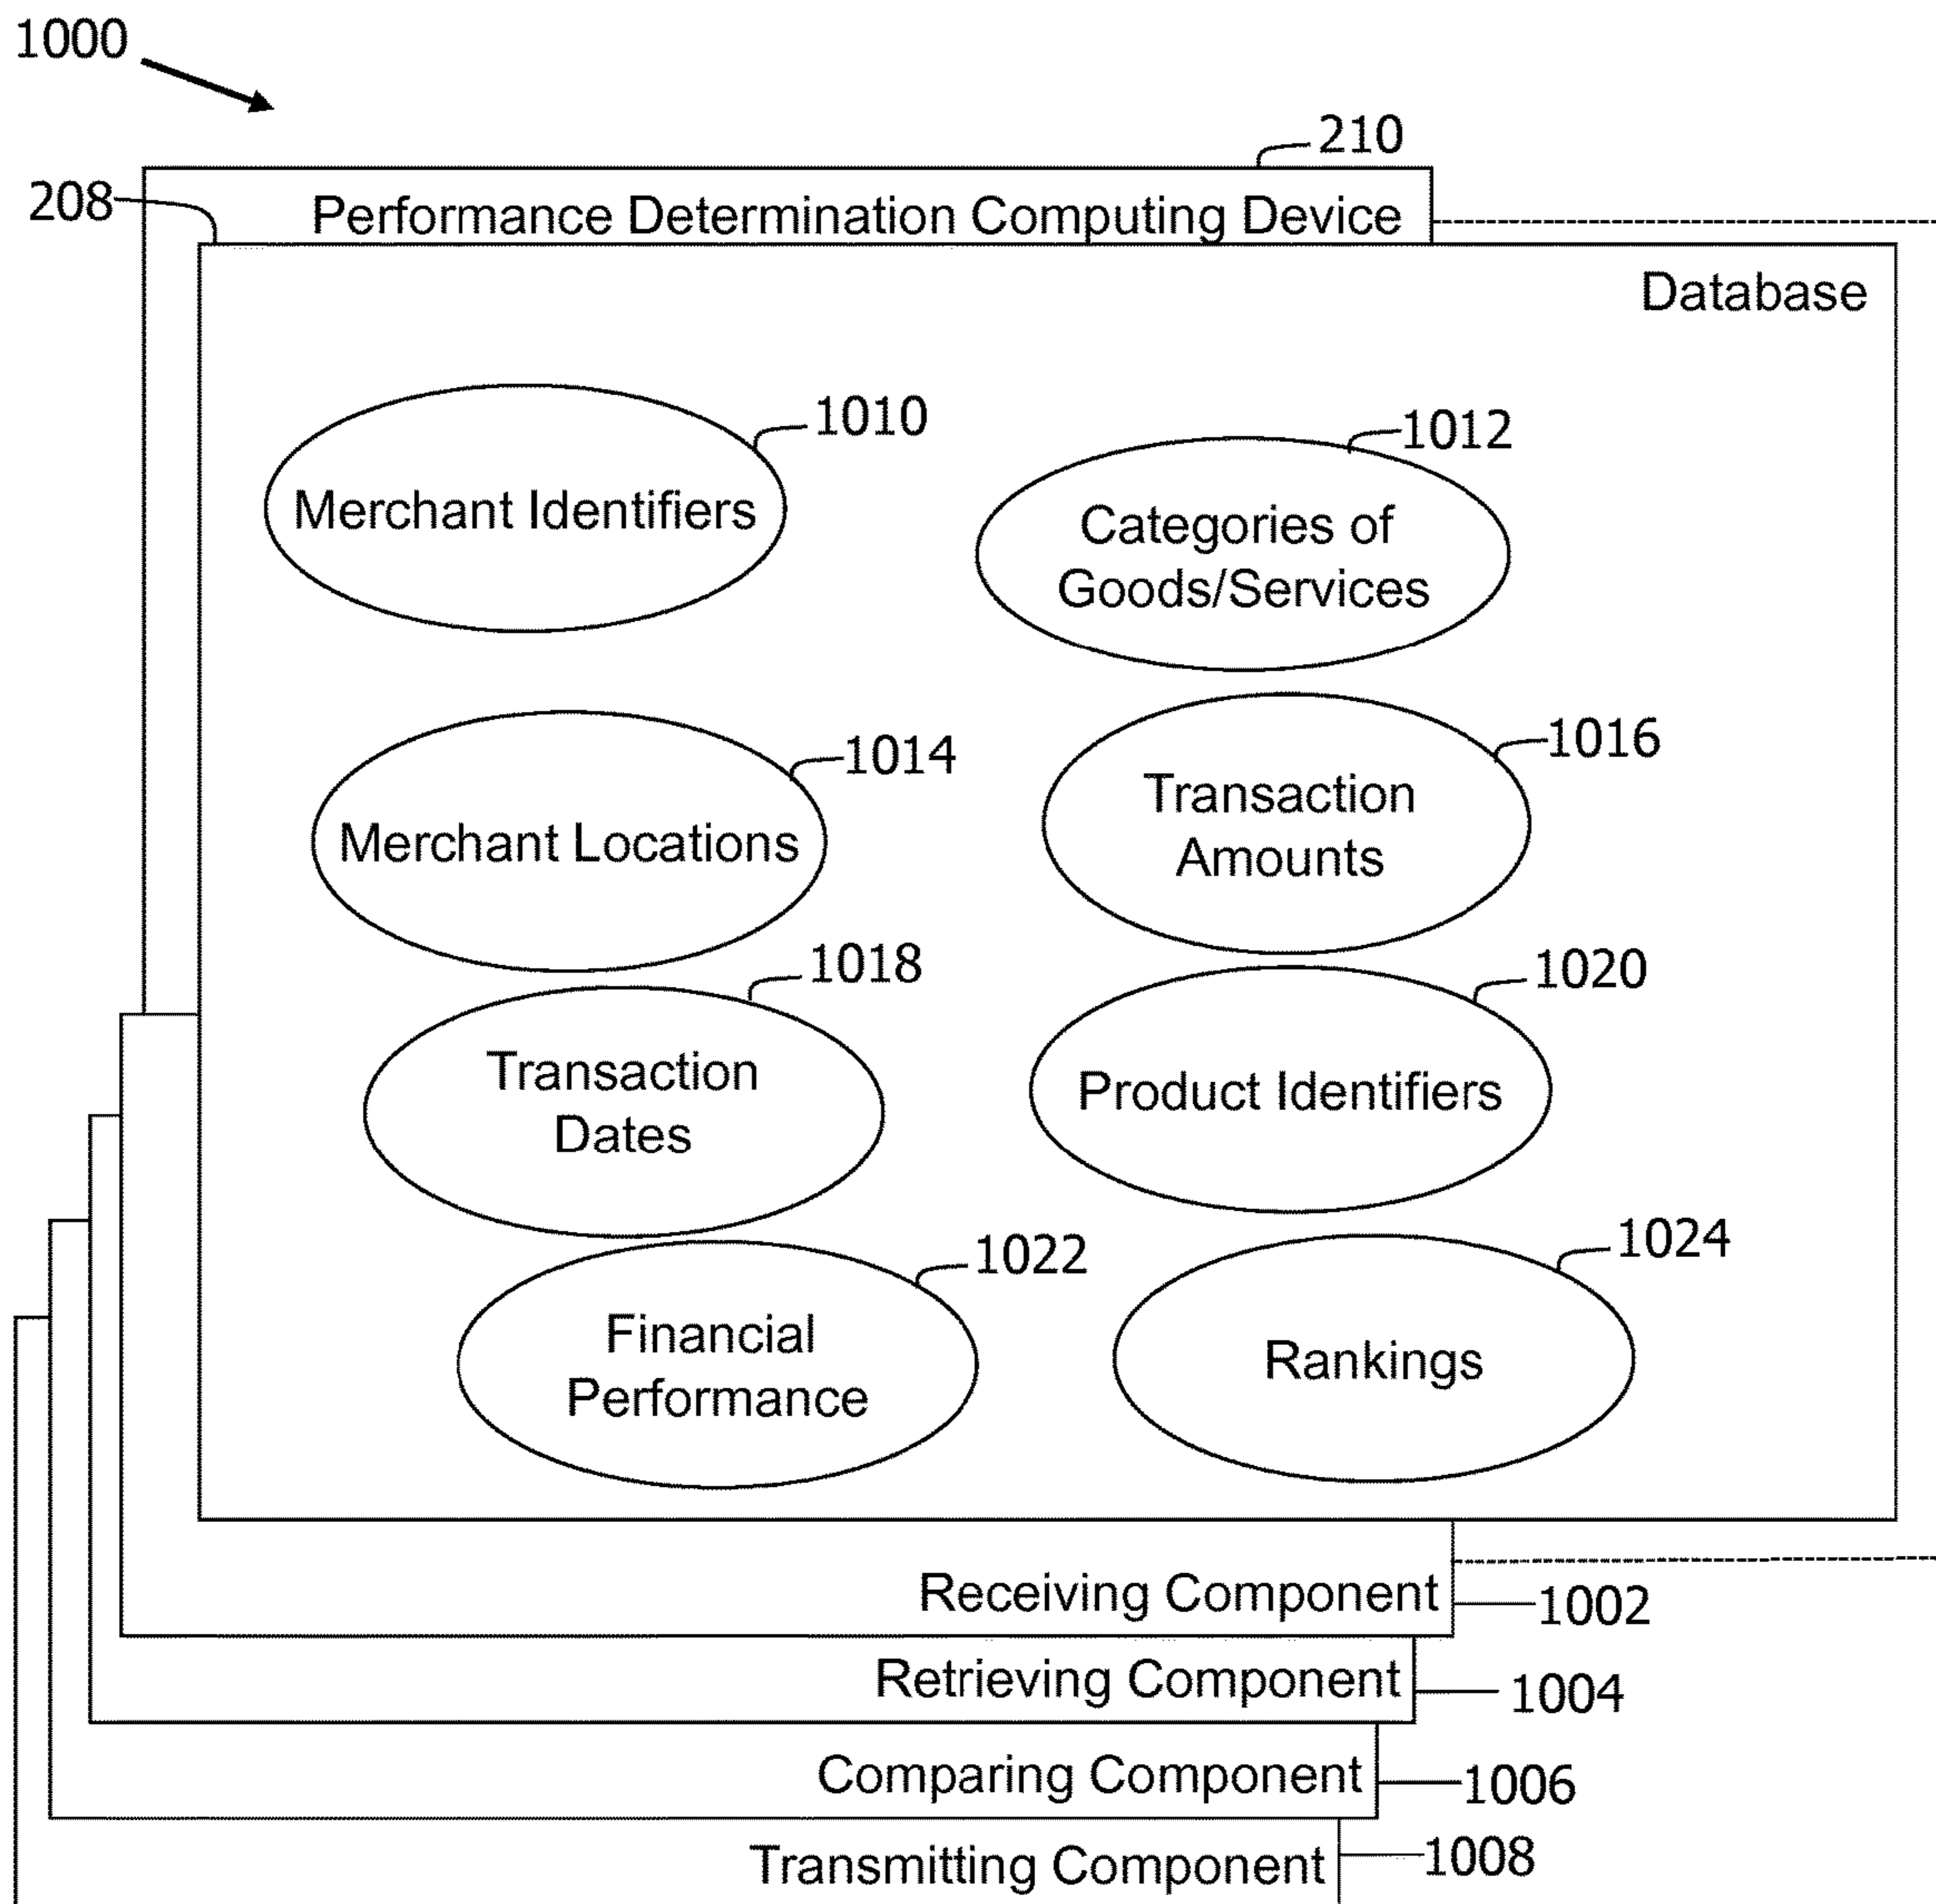 1000
210
208
Performance Determination Computing Device
Database
1010
1012
Merchant Identifiers
Categories of
Goods/Services
1014
1016
Merchant Locations
Transaction
Amounts
1018
1020
Transaction
Dates
Product Identifiers
1022
1024
Financial
Performance
Rankings
Receiving Component
1002
Retrieving Component
1004
Comparing Component
1006
Transmitting Component
1008